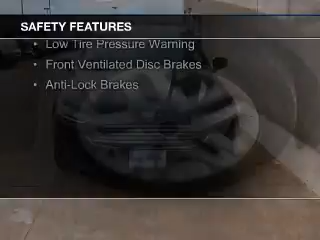 SAFETY FEATURES
• Low Tire Pressure Warning
• Front Ventilated Disc Brakes
• Anti-Lock Brakes